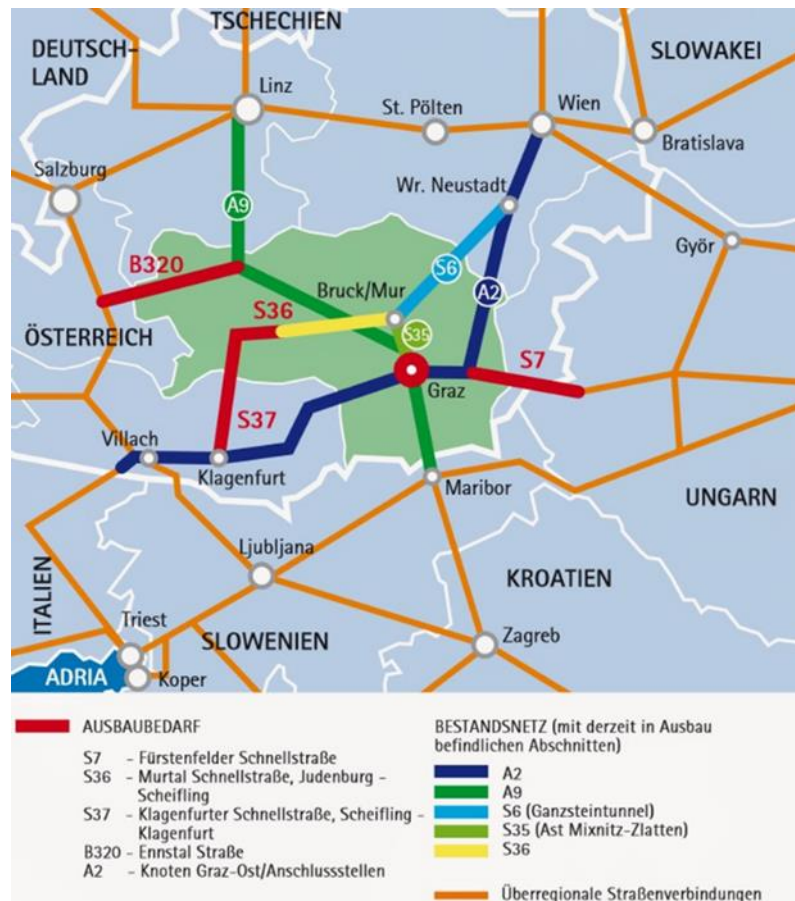 TSCHECHIEN
DEUTSCH-
LAND
SLOWAKEI
Linz
St. Pölten
Wien
Bratislava
Salzburg
Wr. Neustadt
A9
B320
S6
Györ
Bruck/Mur
A2
S36
ÖSTERREICH
S35
S7
Graz
S37
Villach
Klagenfurt
Maribor
UNGARN
Ljubljana
KROATIEN
ITALIEN
Triest
SLOWENIEN
Zagreb
ADRIA
Koper
AUSBAUBEDARF
S7 - Fürstenfelder Schnellstraße
S36 - Murtal Schnellstraße, Judenburg -
Scheifling
S37 - Klagenfurter Schnellstraße, Scheifling -
Klagenfurt
B320 - Ennstal Straße
A2 - Knoten Graz-Ost/Anschlussstellen
BESTANDSNETZ (mit derzeit in Ausbau
befindlichen Abschnitten)
A2
A9
S6 (Ganzsteintunnel)
S35 (Ast Mixnitz-Zlatten)
S36
Überregionale Straßenverbindungen